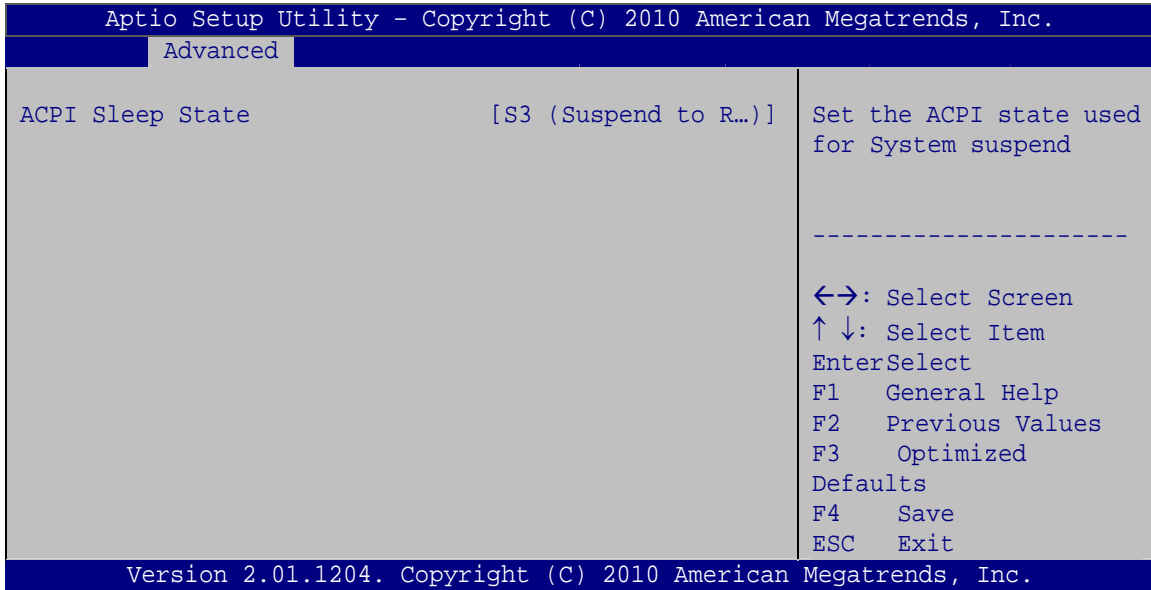 Aptio Setup Utility – Copyright (C) 2010 American Megatrends, Inc.
Advanced
ACPI Sleep State [S3 (Suspend to R…)]
Set the ACPI state used
for System suspend
----------------------
←→: Select Screen
↑ ↓: Select Item
EnterSelect
F1 General Help
F2 Previous Values
F3 Optimized
Defaults
F4 Save
ESC Exit
Version 2.01.1204. Copyright (C) 2010 American Megatrends, Inc.